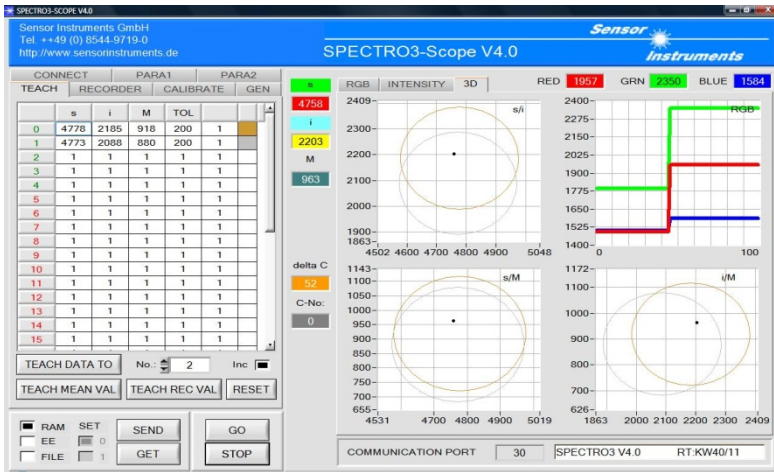 SPECTRO3-SCOPE V4.0
Sensor Instruments GmbH
Tel. ++49 (0) 8544-9719-0
http://www.sensorinstruments.de
SPECTRO3-Scope V4.0
Sensor
Instruments
CONNECT PARA1 PARA2
TEACH RECORDER CALIBRATE GEN
s i M TOL
0 4778 2185 918 200 1
1 4773 2088 880 200 1
2 1 1 1 1 1
3 1 1 1 1 1
4 1 1 1 1 1
5 1 1 1 1 1
6 1 1 1 1 1
7 1 1 1 1 1
8 1 1 1 1 1
9 1 1 1 1 1
10 1 1 1 1 1
11 1 1 1 1 1
12 1 1 1 1 1
13 1 1 1 1 1
14 1 1 1 1 1
15 1 1 1 1 1
TEACH DATA TO No.: 2 Inc
TEACH MEAN VAL TEACH REC VAL RESET
RAM SET SEND GO
EE 0
FILE 1 GET STOP
s
4758
i
2203
M
963
delta C
52
C-No:
0
RGB INTENSITY 3D RED 1957 GRN 2350 BLUE 1584
s/i
2409
2300
2200
2100
2000
1900
1863
4502 4600 4700 4800 4900 5048
RGB
2400
2275
2150
2025
1900
1775
1650
1525
1400
0 100
s/M
1143
1100
1050
1000
950
900
850
800
750
700
655
4531 4700 4800 4900 5019
i/M
1172
1100
1000
900
800
700
626
1863 2000 2100 2200 2300 2409
COMMUNICATION PORT 30 SPECTRO3 V4.0 RT:KW40/11